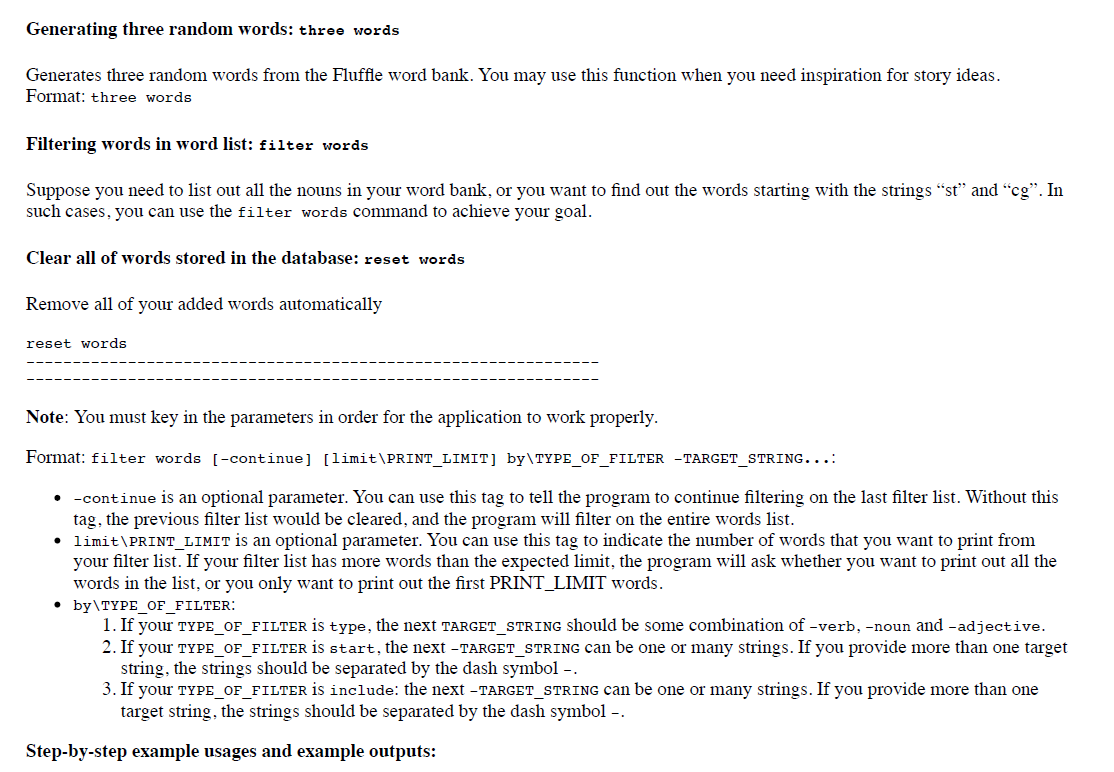 Generating three random words: three words
Generates three random words from the Fluffle word bank. You may use this function when you need inspiration for story ideas.
Format: three words
Filtering words in word list: filter words
Suppose you need to list out all the nouns in your word bank, or you want to find out the words starting with the strings “st” and “cg”. In
such cases, you can use the filter words command to achieve your goal.
Clear all of words stored in the database: reset words
Remove all of your added words automatically
reset words
---------------------------------------------------------------
---------------------------------------------------------------
Note: You must key in the parameters in order for the application to work properly.
Format: filter words [-continue] [limit\PRINT_LIMIT] by\TYPE_OF_FILTER -TARGET_STRING...:
• -continue is an optional parameter. You can use this tag to tell the program to continue filtering on the last filter list. Without this
tag, the previous filter list would be cleared, and the program will filter on the entire words list.
• limit\PRINT_LIMIT is an optional parameter. You can use this tag to indicate the number of words that you want to print from
your filter list. If your filter list has more words than the expected limit, the program will ask whether you want to print out all the
words in the list, or you only want to print out the first PRINT_LIMIT words.
• by\TYPE_OF_FILTER:
1. If your TYPE_OF_FILTER is type, the next TARGET_STRING should be some combination of -verb, -noun and -adjective.
2. If your TYPE_OF_FILTER is start, the next -TARGET_STRING can be one or many strings. If you provide more than one target
string, the strings should be separated by the dash symbol -.
3. If your TYPE_OF_FILTER is include: the next -TARGET_STRING can be one or many strings. If you provide more than one
target string, the strings should be separated by the dash symbol -.
Step-by-step example usages and example outputs: